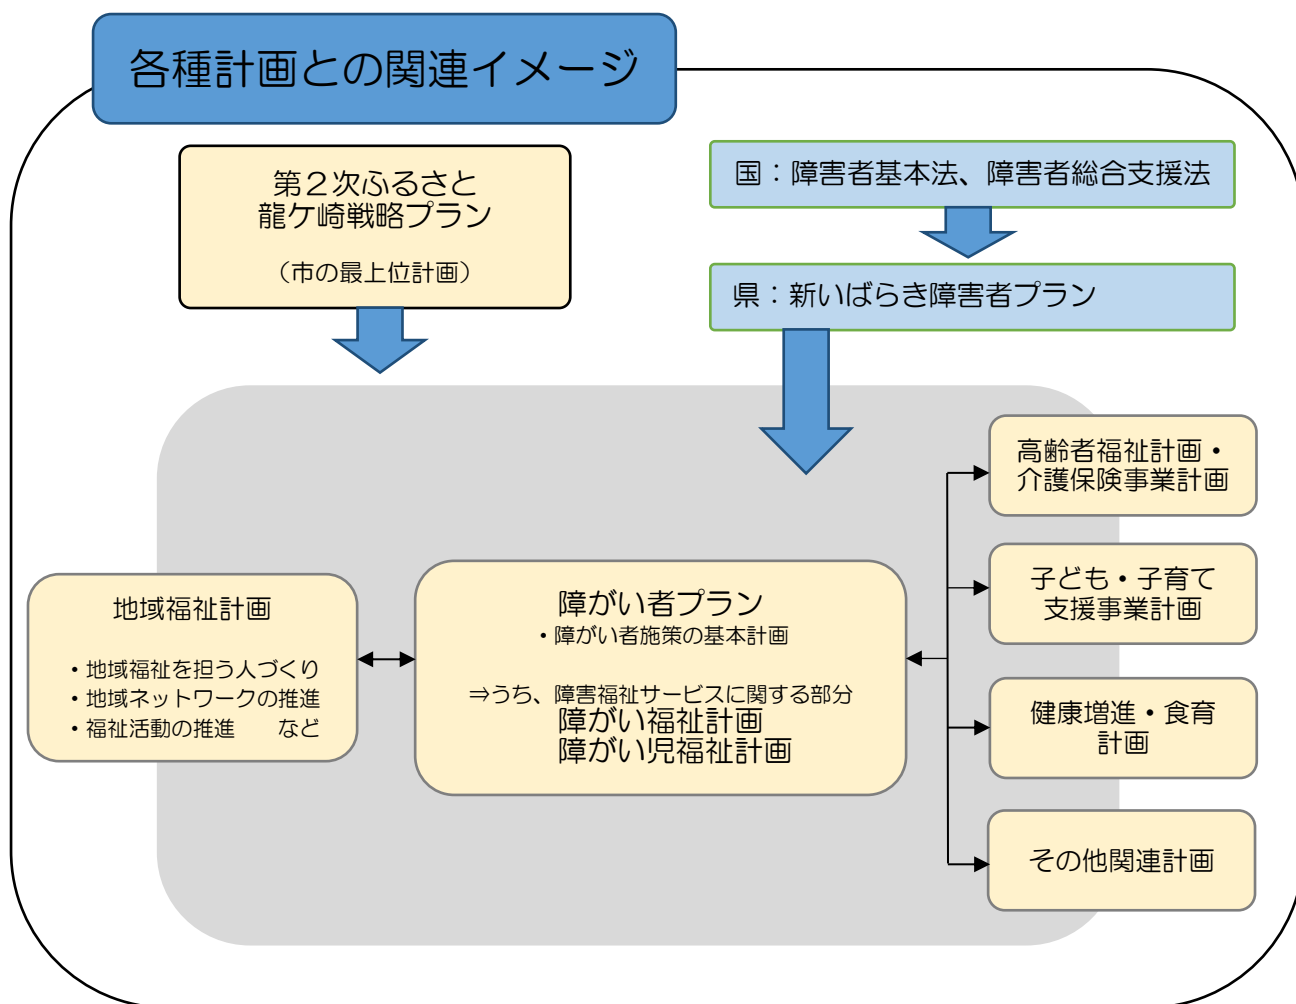 各種計画との関連イメージ
第2次ふるさと
龍ケ崎戦略プラン
（市の最上位計画）
国：障害者基本法、障害者総合支援法
県：新いばらき障害者プラン
地域福祉計画
・地域福祉を担う人づくり
・地域ネットワークの推進
・福祉活動の推進　　など
障がい者プラン
・障がい者施策の基本計画
⇒うち、障害福祉サービスに関する部分
障がい福祉計画
障がい児福祉計画
高齢者福祉計画・
介護保険事業計画
子ども・子育て
支援事業計画
健康増進・食育
計画
その他関連計画